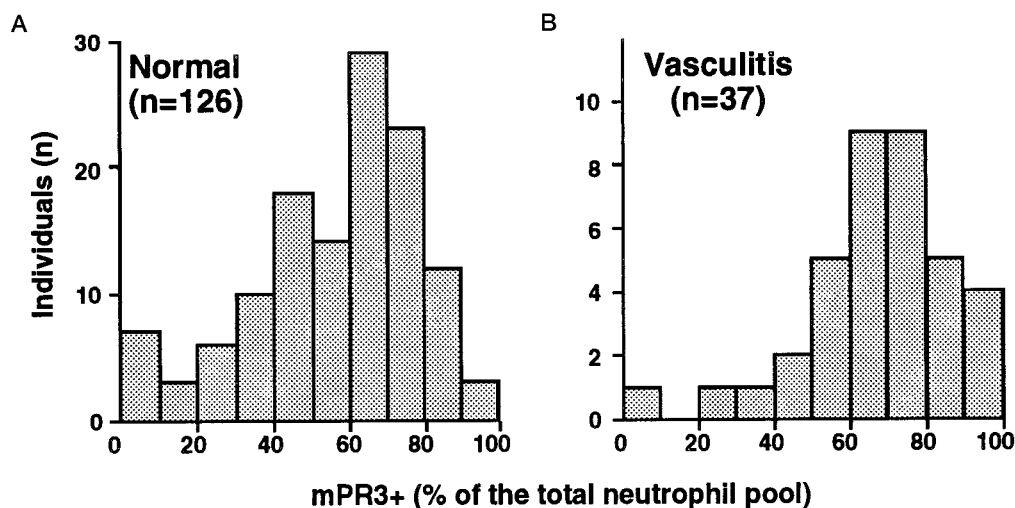 A
B
30
20
10
0
Individuals (n)
Normal
(n=126)
0 20 40 60 80 100
10
8
6
4
2
0
Vasculitis
(n=37)
0 20 40 60 80 100
mPR3+ (% of the total neutrophil pool)